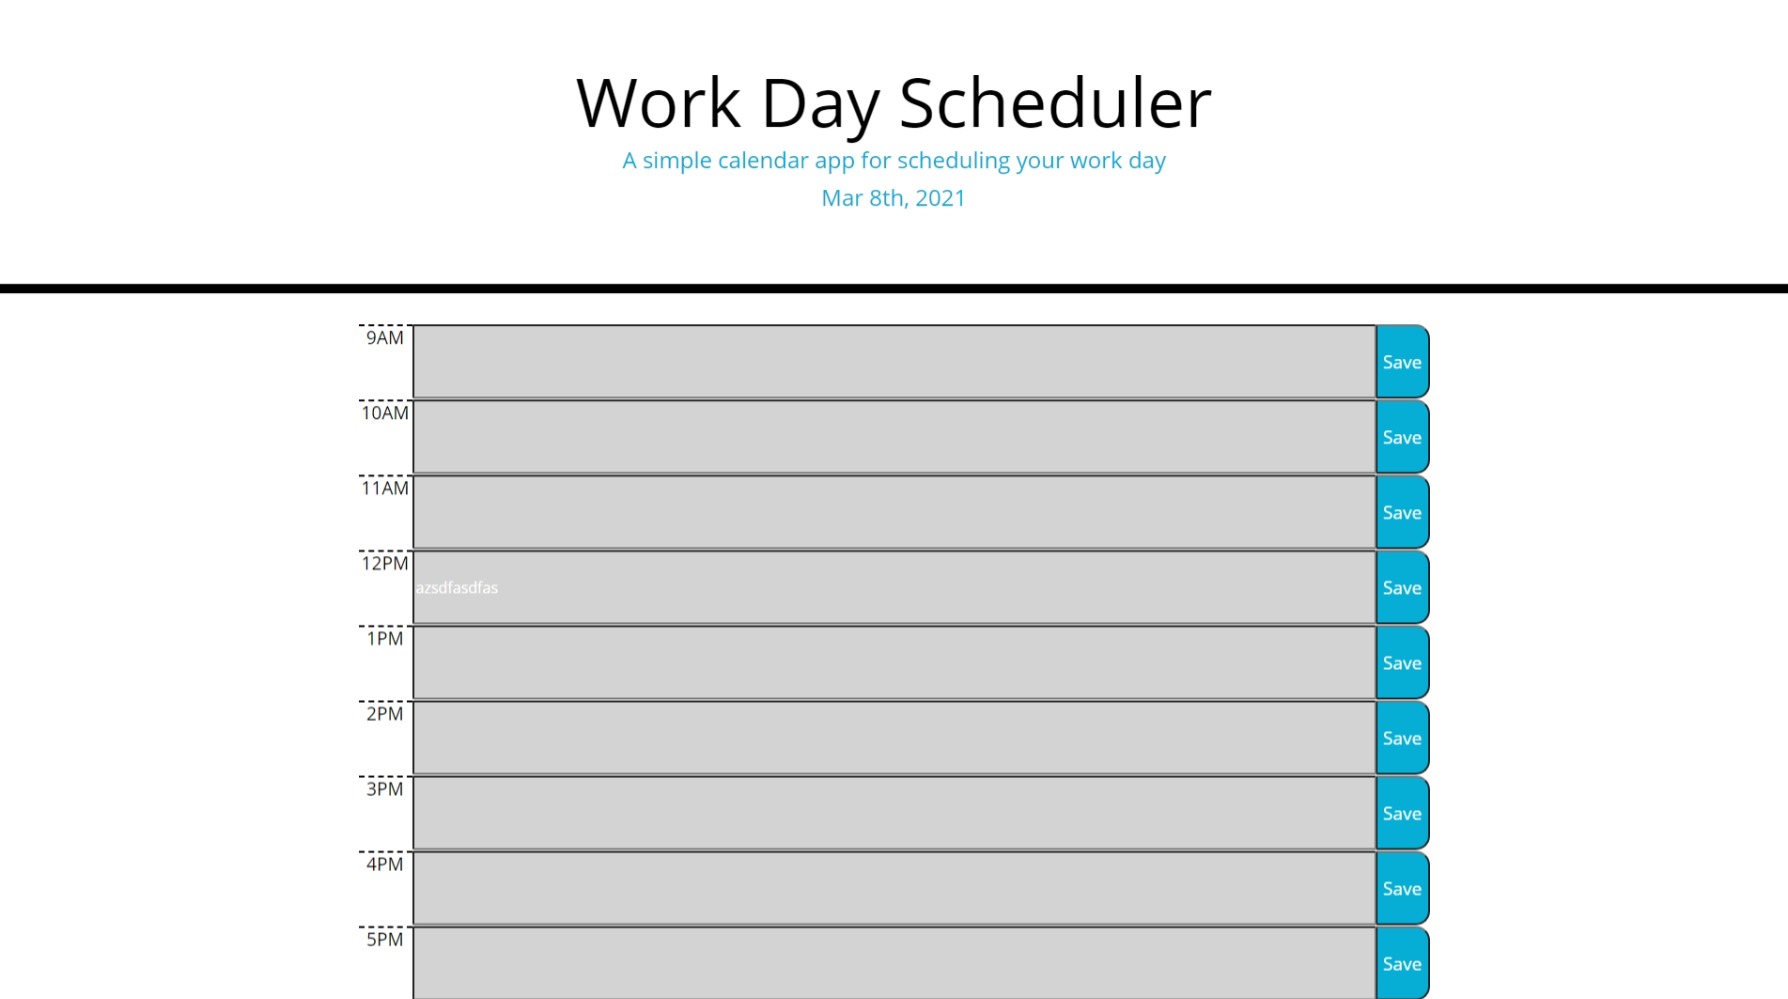 Work Day Scheduler
A simple calendar app for scheduling your work day
Mar 8th, 2021
9AM
Save
10AM
Save
11AM
Save
12PM
azsdfasdfas
Save
1PM
Save
2PM
Save
3PM
Save
4PM
Save
5PM
Save